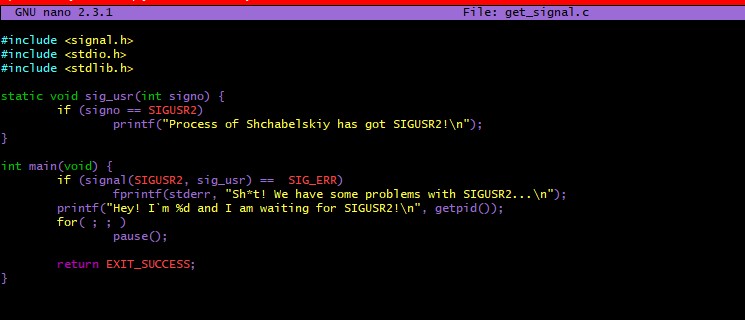 GNU nano 2.3.1 File: get_signal.c
#include <signal.h>
#include <stdio.h>
#include <stdlib.h>
static void sig_usr(int signo) {
if (signo == SIGUSR2)
printf("Process of Shchabelskiy has got SIGUSR2!\n");
}
int main(void) {
if (signal(SIGUSR2, sig_usr) ==  SIG_ERR)
fprintf(stderr, "Sh*t! We have some problems with SIGUSR2...\n");
printf("Hey! I`m %d and I am waiting for SIGUSR2!\n", getpid());
for( ; ; )
pause();
return EXIT_SUCCESS;
}